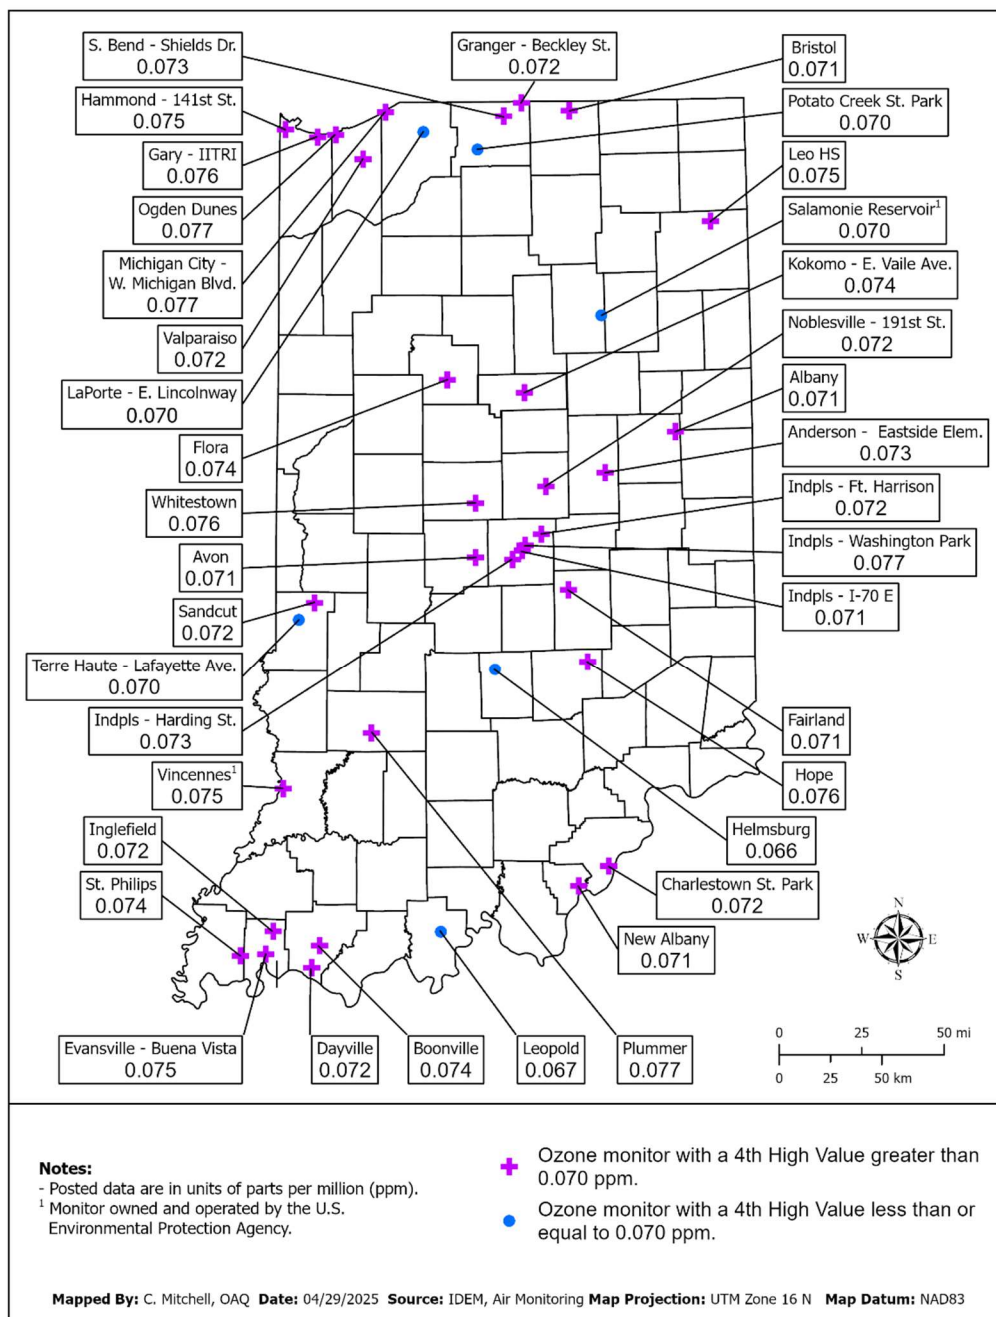 S. Bend - Shields Dr.
0.073
Granger - Beckley St.
0.072
Bristol
0.071
Hammond - 141st St.
0.075
Potato Creek St. Park
0.070
Gary - IITRI
0.076
Leo HS
0.075
Ogden Dunes
0.077
Salamonie Reservoir¹
0.070
Michigan City -
W. Michigan Blvd.
0.077
Kokomo - E. Vaile Ave.
0.074
Valparaiso
0.072
Noblesville - 191st St.
0.072
LaPorte - E. Lincolnway
0.070
Albany
0.071
Flora
0.074
Anderson - Eastside Elem.
0.073
Whitestown
0.076
Indpls - Ft. Harrison
0.072
Avon
0.071
Indpls - Washington Park
0.077
Sandcut
0.072
Indpls - I-70 E
0.071
Terre Haute - Lafayette Ave.
0.070
Indpls - Harding St.
0.073
Fairland
0.071
Vincennes¹
0.075
Hope
0.076
Inglefield
0.072
Helmsburg
0.066
St. Philips
0.074
Charlestown St. Park
0.072
New Albany
0.071
N
W
E
S
Evansville - Buena Vista
0.075
Dayville
0.072
Boonville
0.074
Leopold
0.067
Plummer
0.077
0 25 50 mi
0 25 50 km
Notes:
- Posted data are in units of parts per million (ppm).
¹ Monitor owned and operated by the U.S.
Environmental Protection Agency.
Ozone monitor with a 4th High Value greater than
0.070 ppm.
Ozone monitor with a 4th High Value less than or
equal to 0.070 ppm.
Mapped By: C. Mitchell, OAQ Date: 04/29/2025 Source: IDEM, Air Monitoring Map Projection: UTM Zone 16 N Map Datum: NAD83